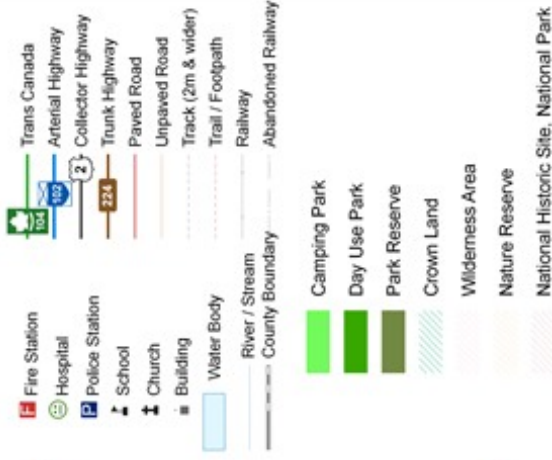 F Fire Station
Hospital
P Police Station
School
Church
Building
Water Body
River / Stream
County Boundary
104 Trans Canada
102 Arterial Highway
2 Collector Highway
224 Trunk Highway
Paved Road
Unpaved Road
Track (2m & wider)
Trail / Footpath
Railway
Abandoned Railway
Camping Park
Day Use Park
Park Reserve
Crown Land
Wilderness Area
Nature Reserve
National Historic Site, National Park